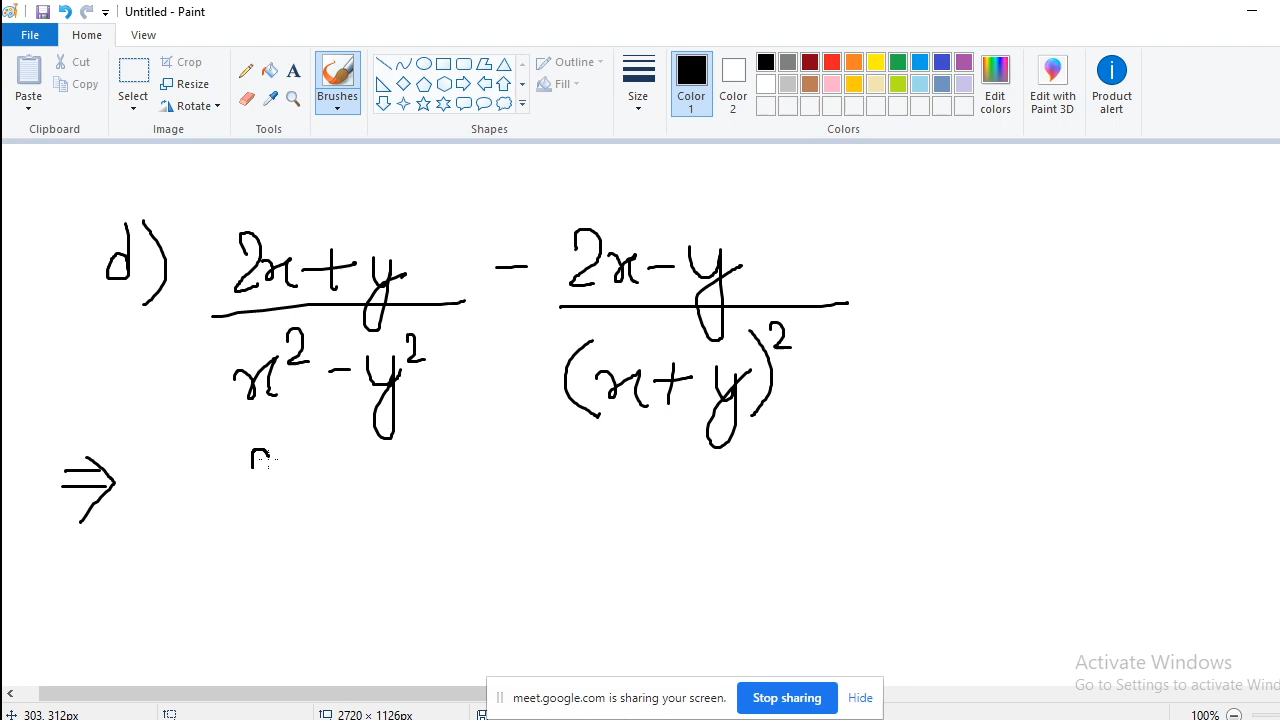 Untitled - Paint
File Home View
Paste Cut Copy Clipboard
Select Crop Resize Rotate Image
A Tools
Brushes
Shapes Outline Fill
Size
Color 1 Color 2 Colors
Edit colors
Edit with Paint 3D
Product alert
d) 2x+y / x² - y² - 2x-y / (x+y)²
⇒
Activate Windows
Go to Settings to activate Wind
meet.google.com is sharing your screen. Stop sharing Hide
303, 312px 2720 × 1126px 100%